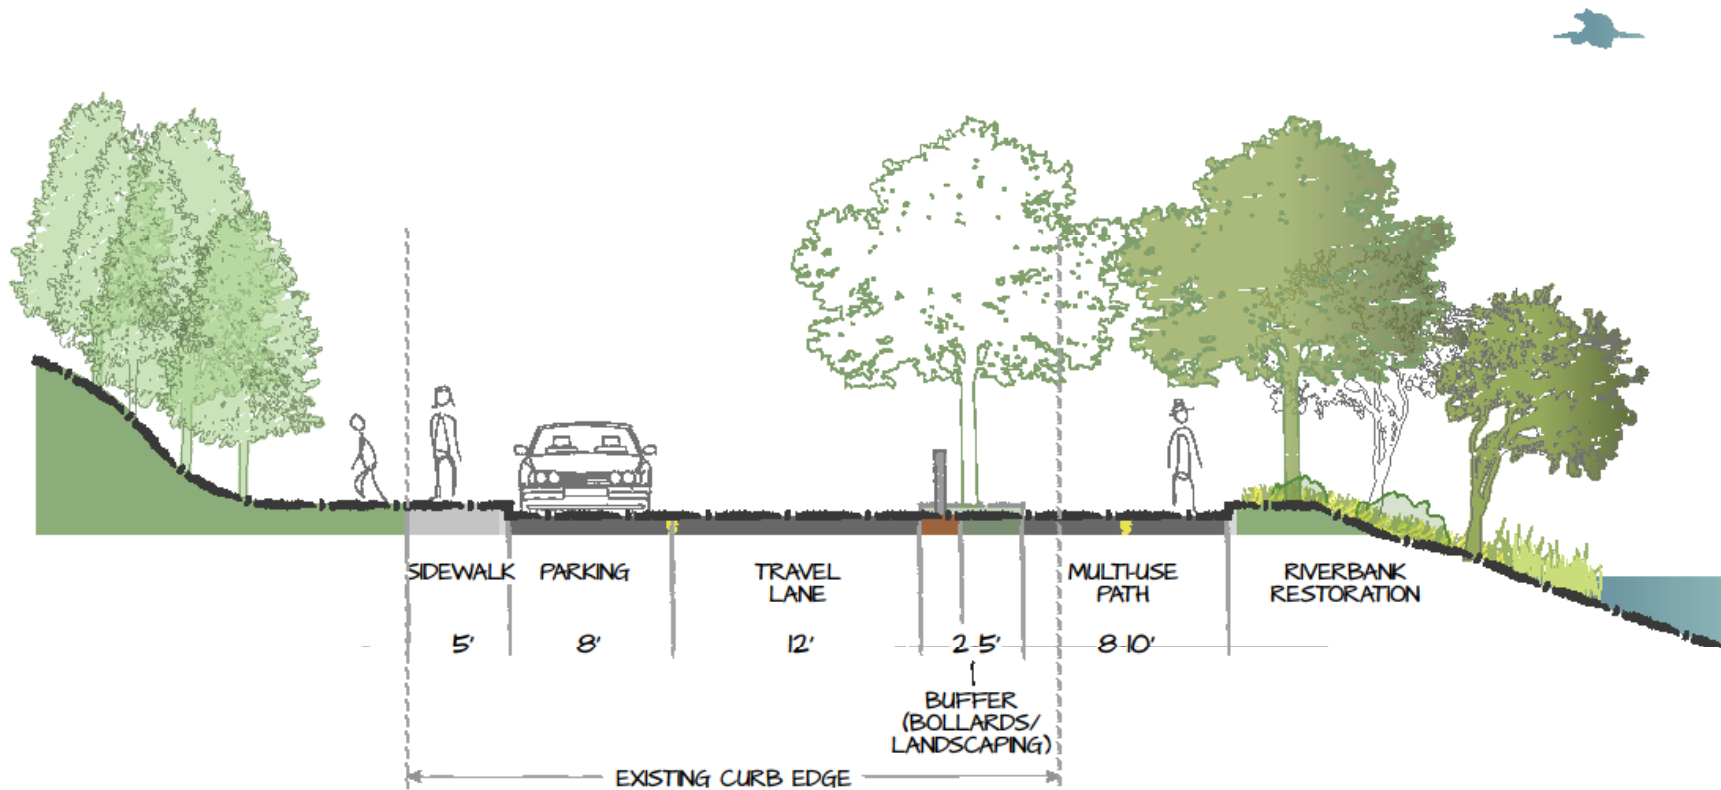 SIDEWALK
PARKING
TRAVEL
LANE
MULTI-USE
PATH
RIVERBANK
RESTORATION
5'
8'
12'
2-5'
8-10'
BUFFER
(BOLLARDS/
LANDSCAPING)
EXISTING CURB EDGE